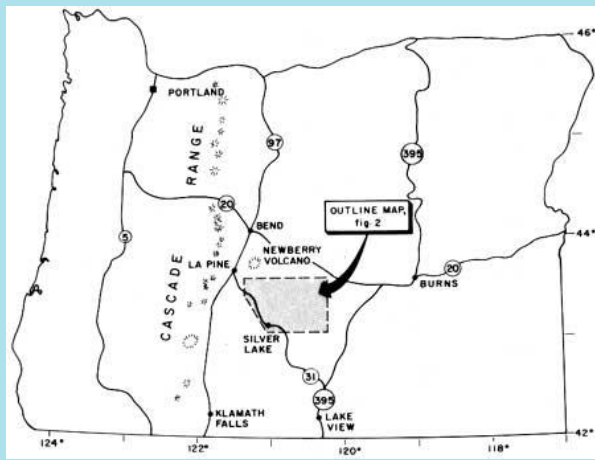 46°
PORTLAND
RANGE
97
395
20
OUTLINE MAP,
fig. 2
44°
BEND
5
NEWBERRY
VOLCANO
LA PINE
20
BURNS
CASCADE
SILVER
LAKE
31
395
KLAMATH
FALLS
LAKE
VIEW
42°
124°
122°
120°
118°